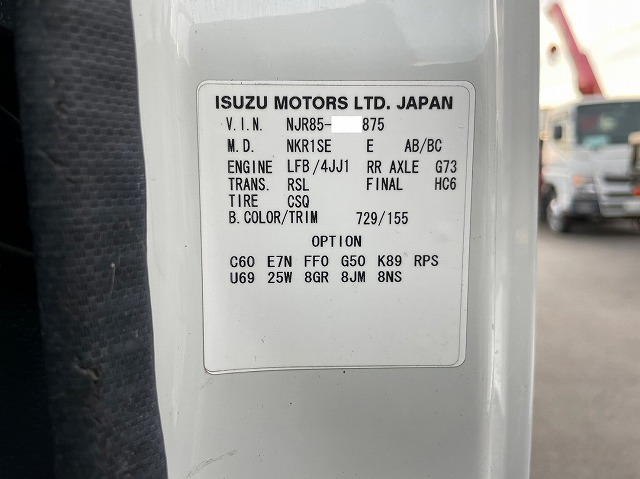 ISUZU MOTORS LTD. JAPAN
V.I.N. NJR85- 875
M.D. NKR1SE E AB/BC
ENGINE LFB/4JJ1 RR AXLE G73
TRANS. RSL FINAL HC6
TIRE CSQ
B.COLOR/TRIM 729/155
OPTION
C60 E7N FF0 G50 K89 RPS
U69 25W 8GR 8JM 8NS